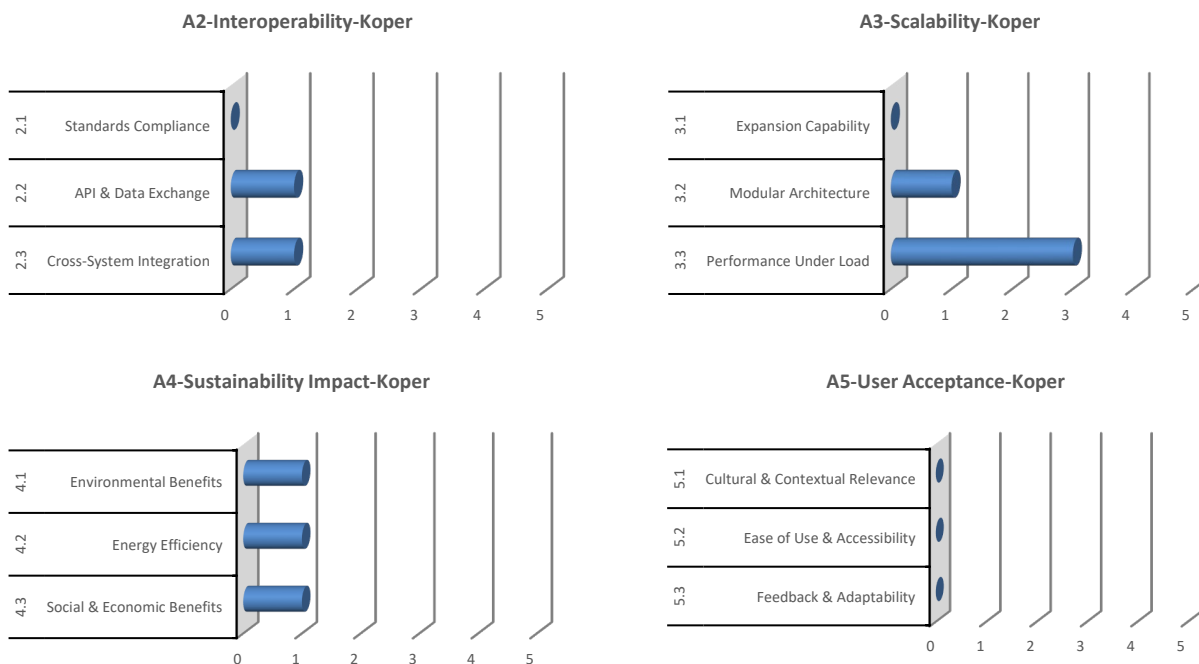 A2-Interoperability-Koper
2.1 Standards Compliance
2.2 API & Data Exchange
2.3 Cross-System Integration
0 1 2 3 4 5
A3-Scalability-Koper
3.1 Expansion Capability
3.2 Modular Architecture
3.3 Performance Under Load
0 1 2 3 4 5
A4-Sustainability Impact-Koper
4.1 Environmental Benefits
4.2 Energy Efficiency
4.3 Social & Economic Benefits
0 1 2 3 4 5
A5-User Acceptance-Koper
5.1 Cultural & Contextual Relevance
5.2 Ease of Use & Accessibility
5.3 Feedback & Adaptability
0 1 2 3 4 5